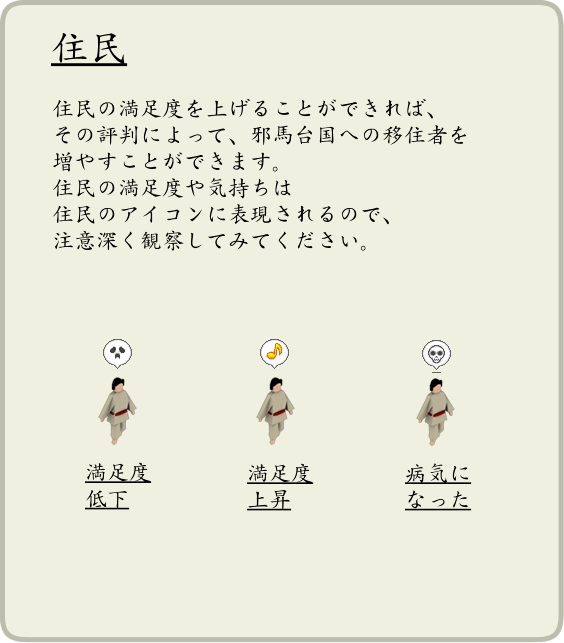 住民
住民の満足度を上げることができれば、
その評判によって、邪馬台国への移住者を
増やすことができます。
住民の満足度や気持ちは
住民のアイコンに表現されるので、
注意深く観察してみてください。
満足度
低下
満足度
上昇
病気に
なった